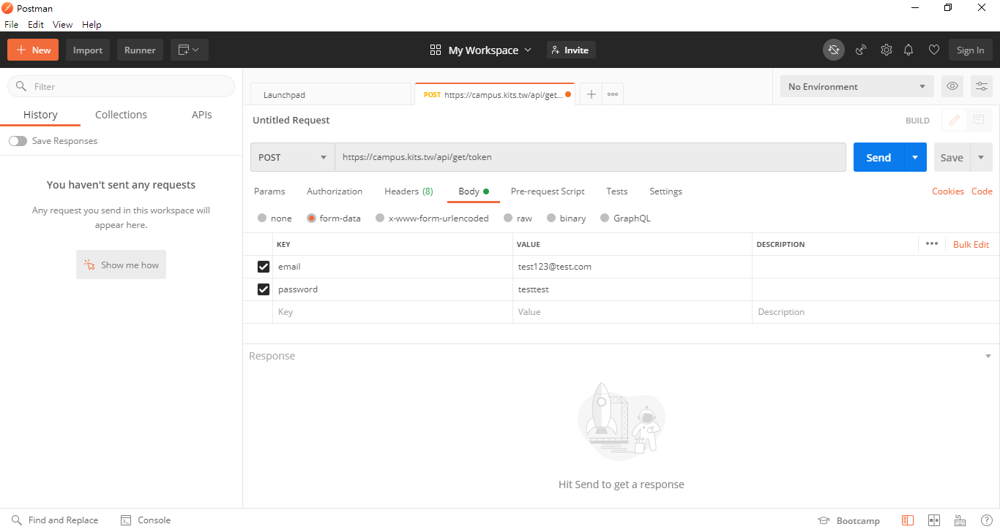 Postman
File Edit View Help
New Import Runner My Workspace Invite Sign In
Filter
History Collections APIs
Save Responses
You haven't sent any requests
Any request you send in this workspace will
appear here.
Show me how
Launchpad POST https://campus.kits.tw/api/get... No Environment
Untitled Request BUILD
POST https://campus.kits.tw/api/get/token Send Save
Params Authorization Headers (8) Body Pre-request Script Tests Settings Cookies Code
none form-data x-www-form-urlencoded raw binary GraphQL
KEY VALUE DESCRIPTION Bulk Edit
email test123@test.com
password testtest
Key Value Description
Response
Hit Send to get a response
Find and Replace Console Bootcamp